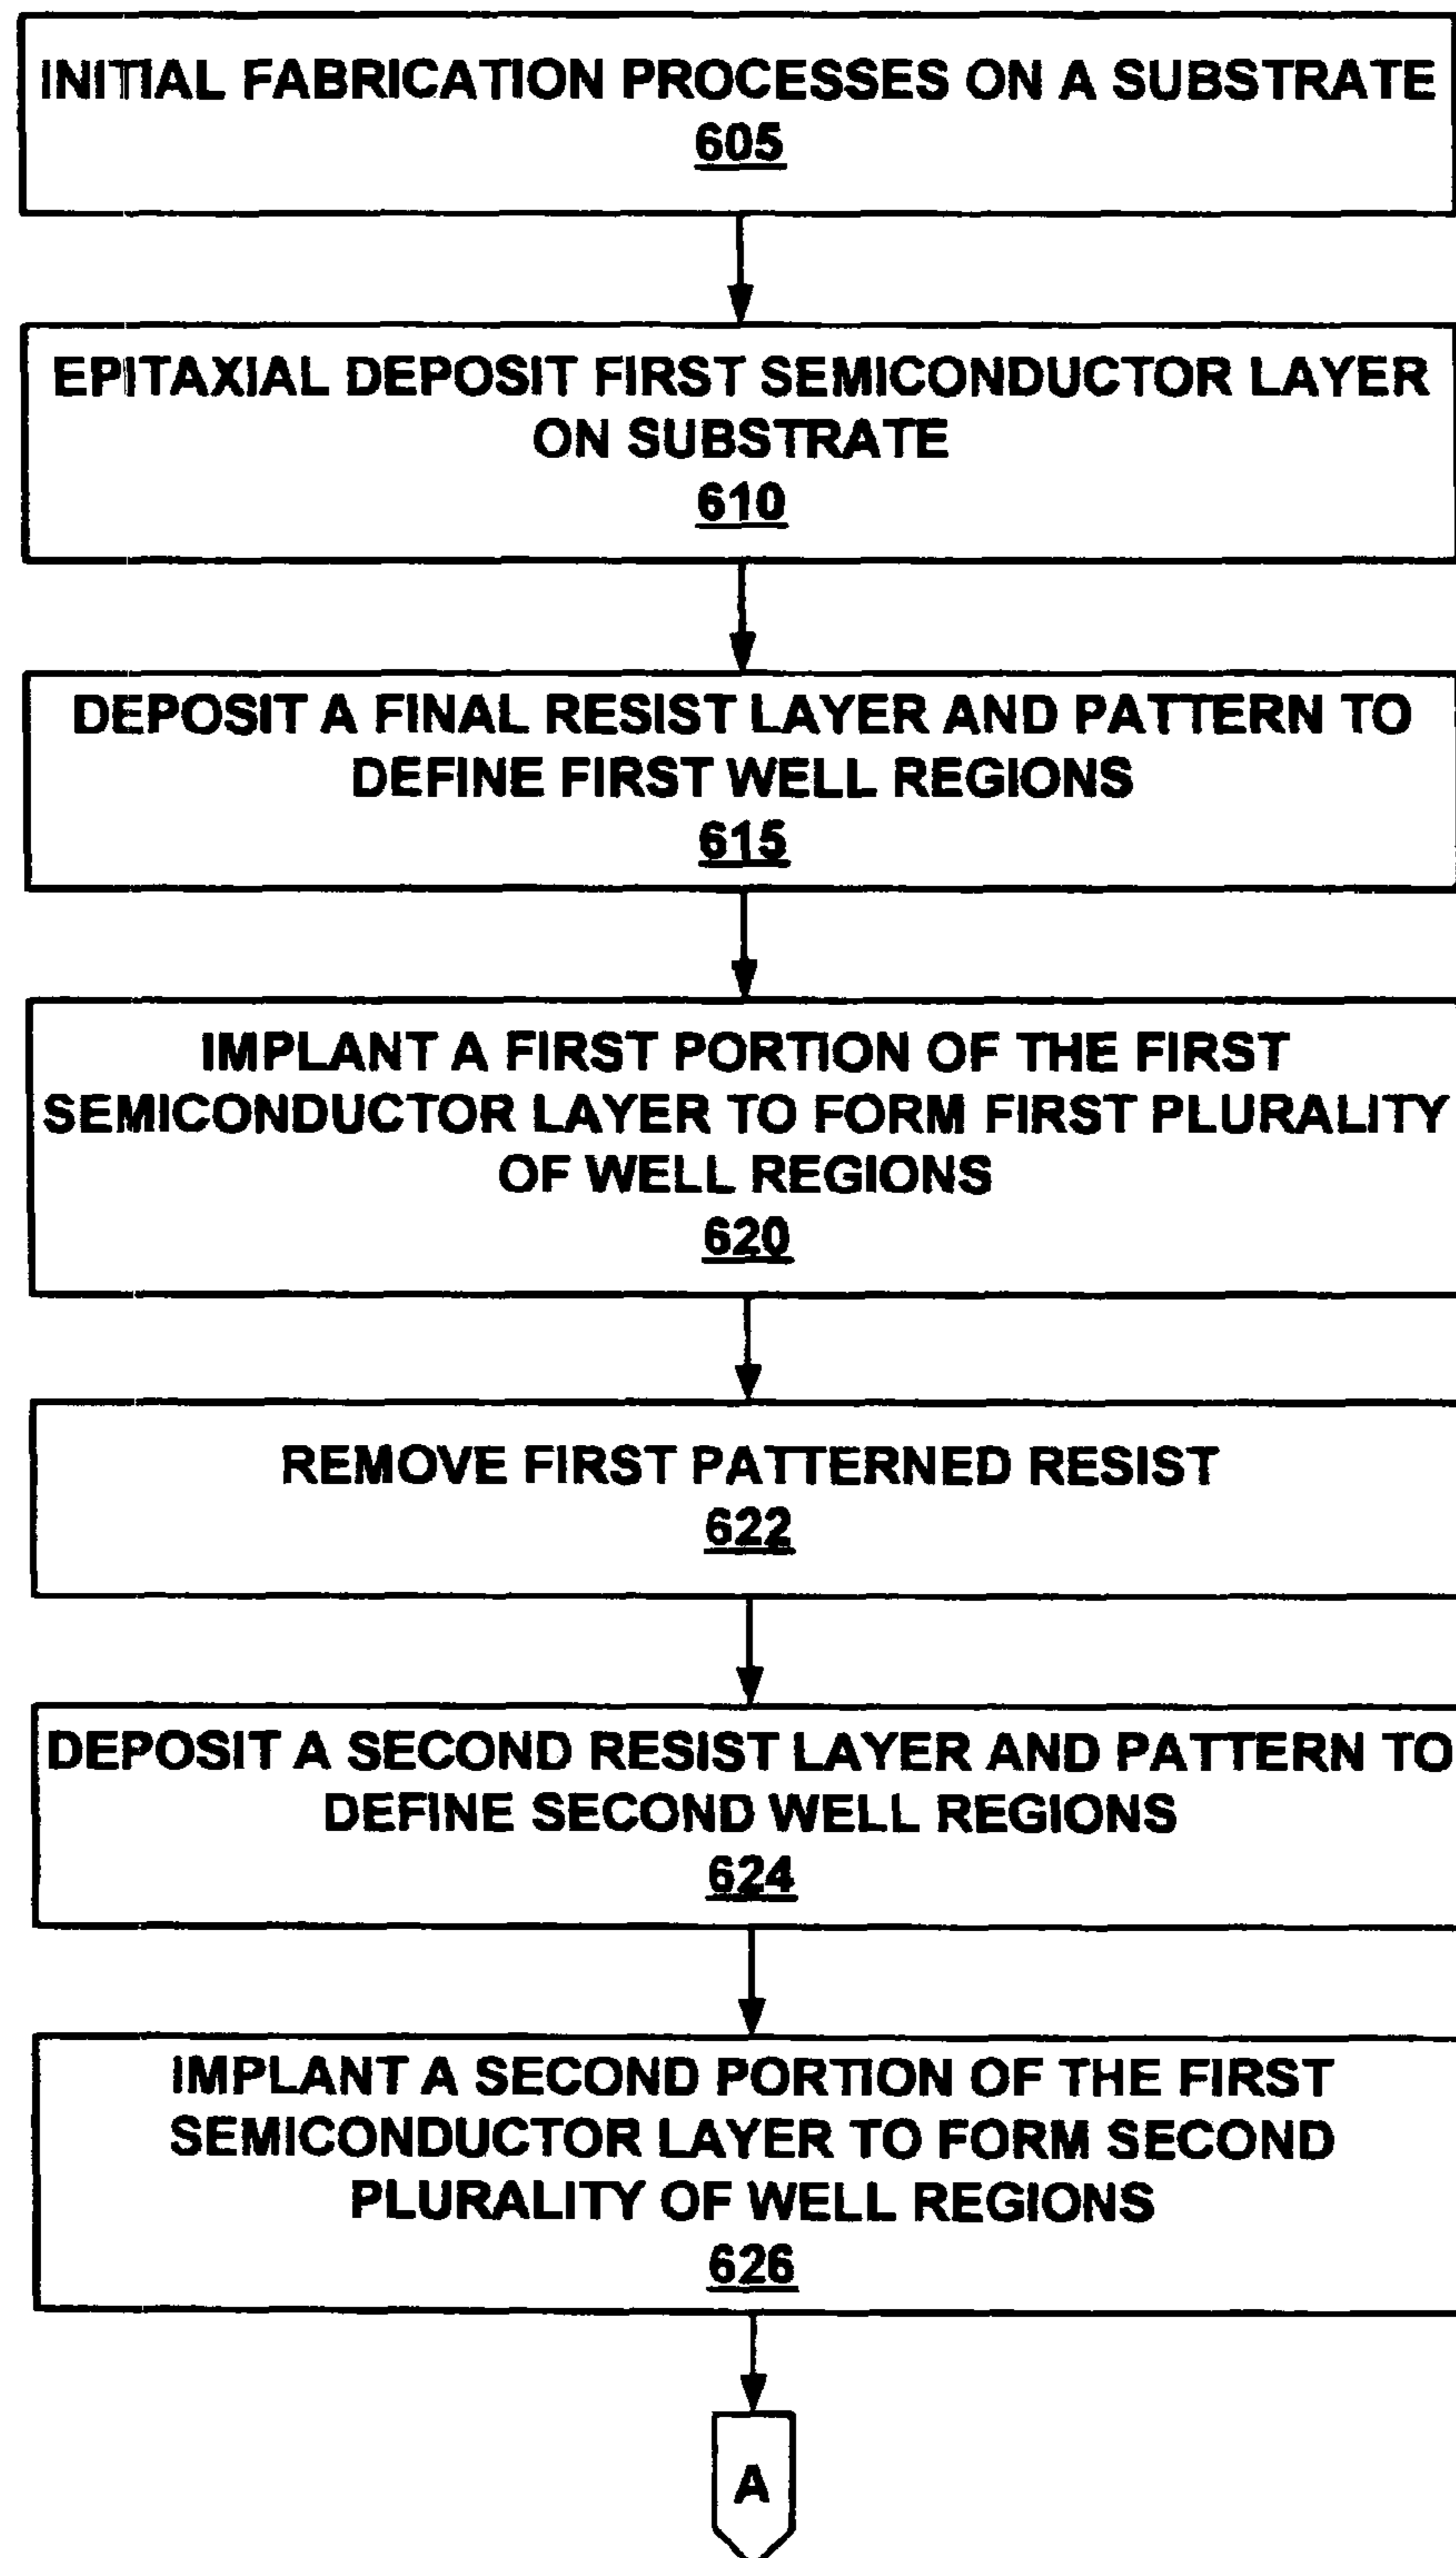 INITIAL FABRICATION PROCESSES ON A SUBSTRATE
605
EPITAXIAL DEPOSIT FIRST SEMICONDUCTOR LAYER
ON SUBSTRATE
610
DEPOSIT A FINAL RESIST LAYER AND PATTERN TO
DEFINE FIRST WELL REGIONS
615
IMPLANT A FIRST PORTION OF THE FIRST
SEMICONDUCTOR LAYER TO FORM FIRST PLURALITY
OF WELL REGIONS
620
REMOVE FIRST PATTERNED RESIST
622
DEPOSIT A SECOND RESIST LAYER AND PATTERN TO
DEFINE SECOND WELL REGIONS
624
IMPLANT A SECOND PORTION OF THE FIRST
SEMICONDUCTOR LAYER TO FORM SECOND
PLURALITY OF WELL REGIONS
626
A